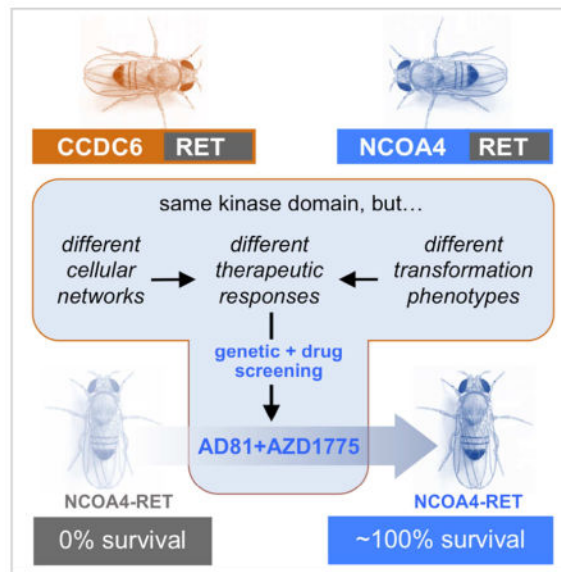 CCDC6 RET
NCOA4 RET
same kinase domain, but…
different
cellular
networks
different
therapeutic
responses
different
transformation
phenotypes
genetic + drug
screening
AD81+AZD1775
NCOA4-RET
NCOA4-RET
0% survival
~100% survival